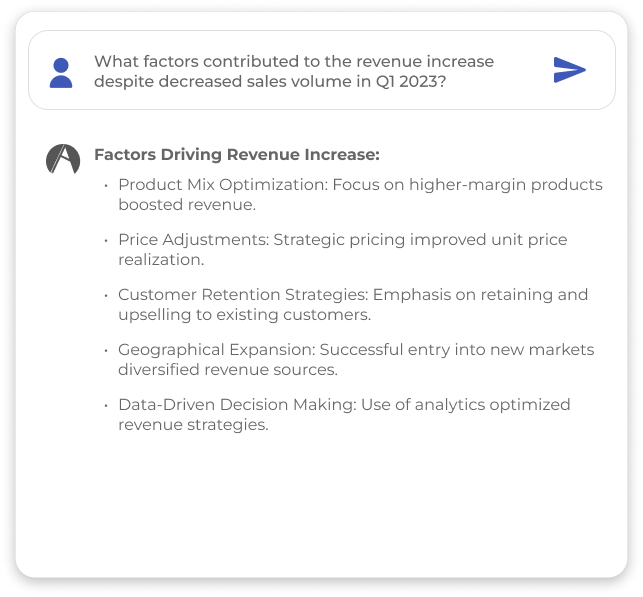 What factors contributed to the revenue increase
despite decreased sales volume in Q1 2023?
Factors Driving Revenue Increase:
• Product Mix Optimization: Focus on higher-margin products
boosted revenue.
• Price Adjustments: Strategic pricing improved unit price
realization.
• Customer Retention Strategies: Emphasis on retaining and
upselling to existing customers.
• Geographical Expansion: Successful entry into new markets
diversified revenue sources.
• Data-Driven Decision Making: Use of analytics optimized
revenue strategies.